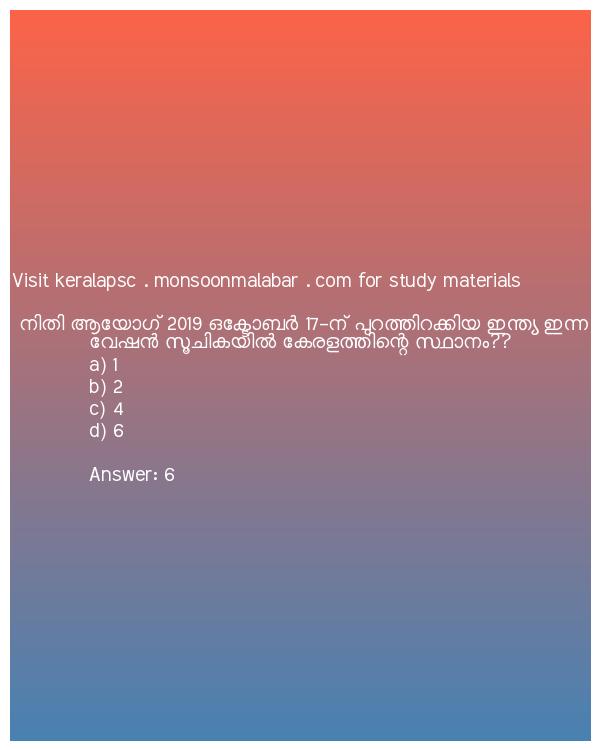 Visit keralapsc . monsoonmalabar . com for study materials
നിതി ആയോഗ് 2019 ഒക്ടോബർ 17-ന് പുറത്തിറക്കിയ ഇന്ത്യ ഇന്ന
വേഷൻ സൂചികയിൽ കേരളത്തിന്റെ സ്ഥാനം??
a) 1
b) 2
c) 4
d) 6
Answer: 6